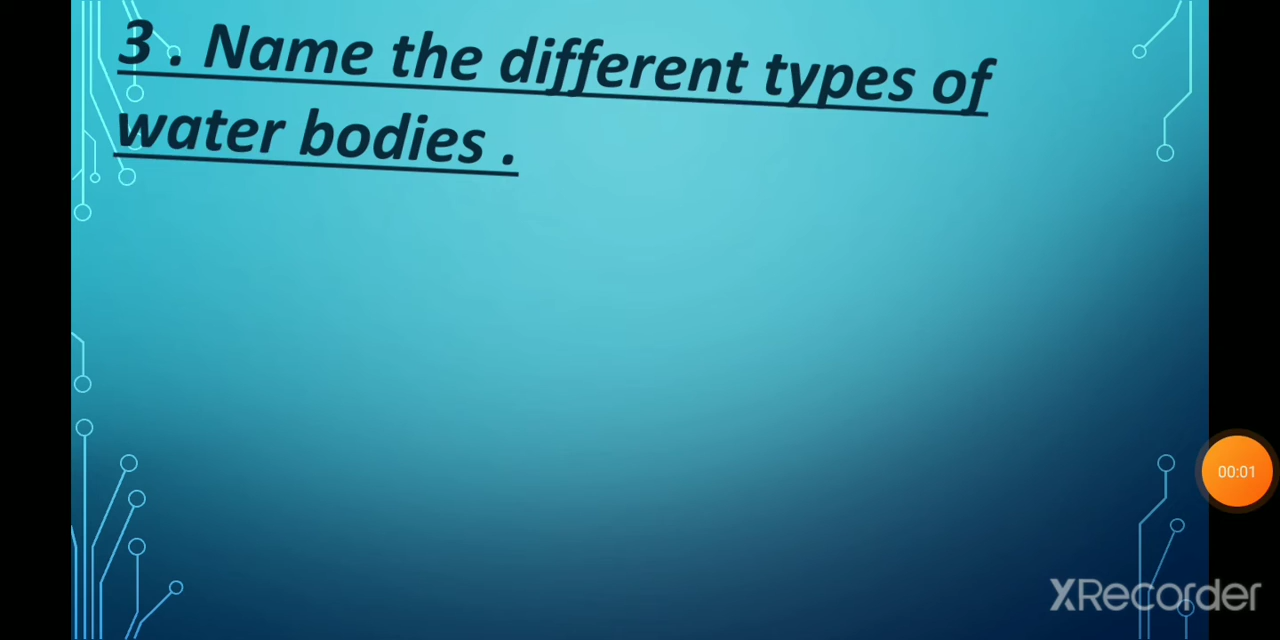 3 . Name the different types of
water bodies .
00:01
XRecorder